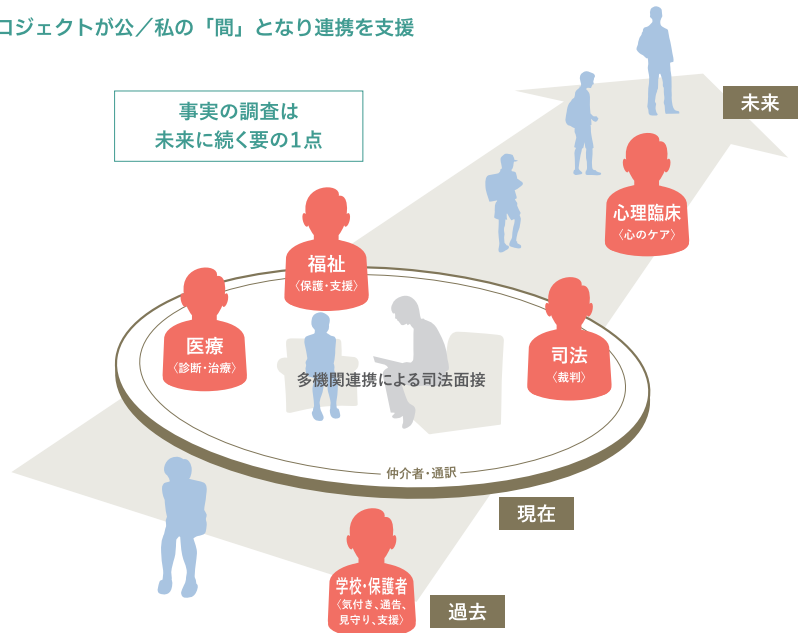 ロジェクトが公／私の「間」となり連携を支援
事実の調査は
未来に続く要の1点
未来
心理臨床
〈心のケア〉
福祉
〈保護・支援〉
医療
〈診断・治療〉
司法
〈裁判〉
多機関連携による司法面接
仲介者・通訳
現在
学校・保護者
〈気付き、通告、
見守り、支援〉
過去